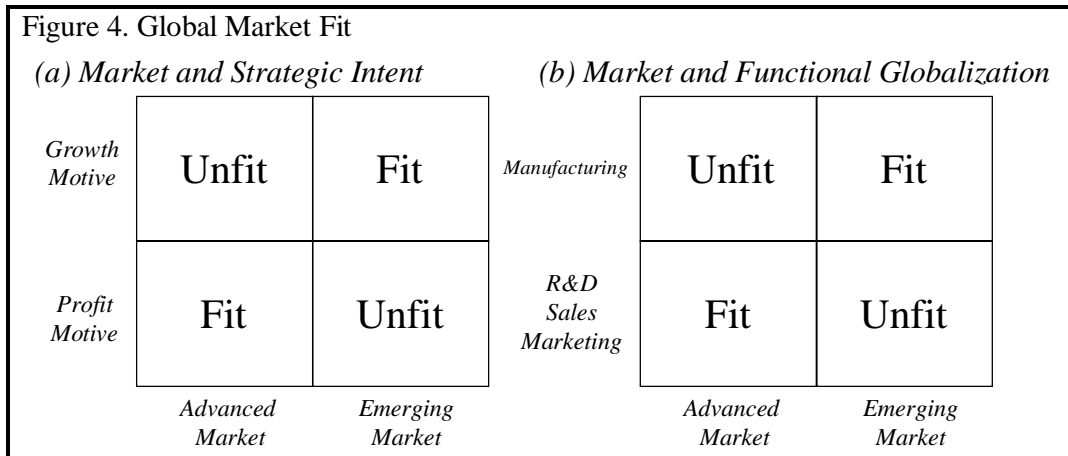 Figure 4. Global Market Fit
(a) Market and Strategic Intent
Growth
Motive
Unfit
Fit
Profit
Motive
Fit
Unfit
Advanced
Market
Emerging
Market
(b) Market and Functional Globalization
Manufacturing
Unfit
Fit
R&D
Sales
Marketing
Fit
Unfit
Advanced
Market
Emerging
Market